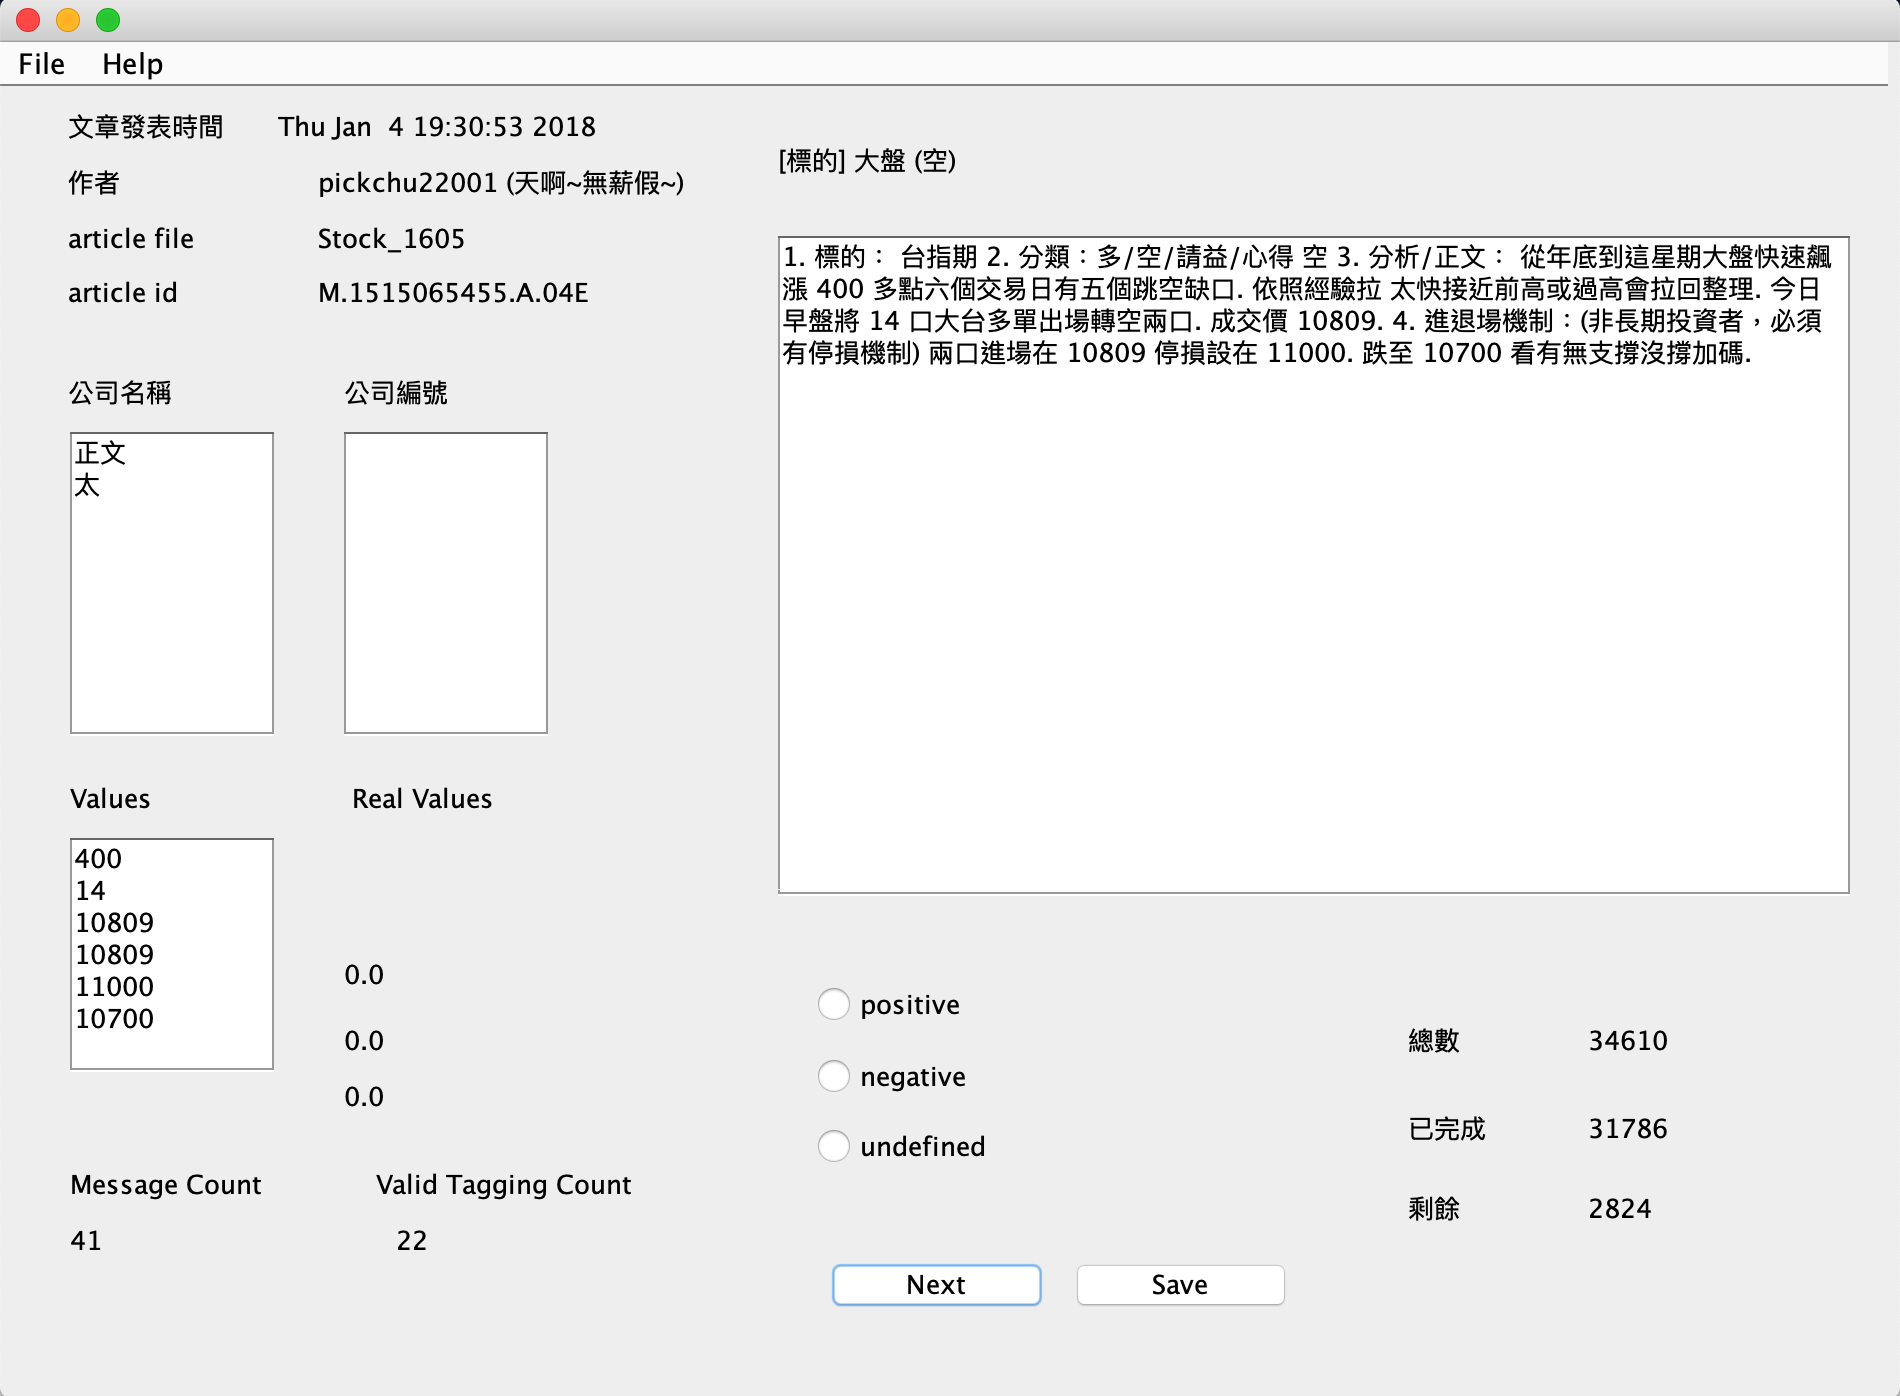 File Help
文章發表時間 Thu Jan  4 19:30:53 2018
作者 pickchu22001 (天啊~無薪假~)
article file Stock_1605
article id M.1515065455.A.04E
公司名稱 公司編號
正文
太
Values Real Values
400
14
10809
10809
11000
10700
0.0
0.0
0.0
Message Count Valid Tagging Count
41 22
[標的] 大盤 (空)
1. 標的： 台指期 2. 分類：多/空/請益/心得 空 3. 分析/正文： 從年底到這星期大盤快速飆
漲 400 多點六個交易日有五個跳空缺口. 依照經驗拉 太快接近前高或過高會拉回整理. 今日
早盤將 14 口大台多單出場轉空兩口. 成交價 10809. 4. 進退場機制：(非長期投資者，必須
有停損機制) 兩口進場在 10809 停損設在 11000. 跌至 10700 看有無支撐沒撐加碼.
positive
negative
undefined
總數 34610
已完成 31786
剩餘 2824
Next Save